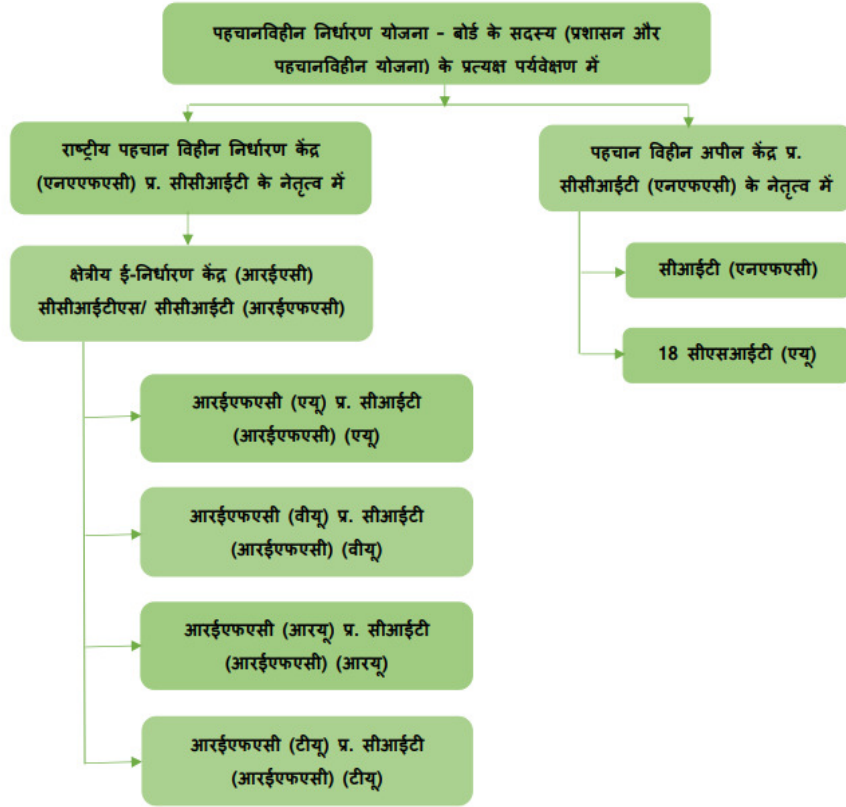 पहचानविहीन निर्धारण योजना – बोर्ड के सदस्य (प्रशासन और
पहचानविहीन योजना) के प्रत्यक्ष पर्यवेक्षण में
राष्ट्रीय पहचान विहीन निर्धारण केंद्र
(एनएएफएसी) प्र. सीसीआईटी के नेतृत्व में
पहचान विहीन अपील केंद्र प्र.
सीसीआईटी (एनएफएसी) के नेतृत्व में
क्षेत्रीय ई-निर्धारण केंद्र (आरईएसी)
सीसीआईटीएस/ सीसीआईटी (आरईएफएसी)
सीआईटी (एनएफएसी)
18 सीएसआईटी (एयू)
आरईएफएसी (एयू) प्र. सीआईटी
(आरईएफएसी) (एयू)
आरईएफएसी (वीयू) प्र. सीआईटी
(आरईएफएसी) (वीयू)
आरईएफएसी (आरयू) प्र. सीआईटी
(आरईएफएसी) (आरयू)
आरईएफएसी (टीयू) प्र. सीआईटी
(आरईएफएसी) (टीयू)